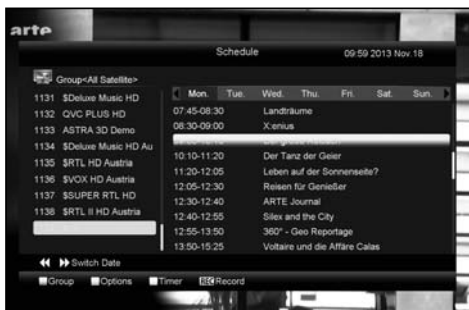 arte
Schedule 09:59 2013 Nov.18
Group<All Satellite>
1131 $Deluxe Music HD
1132 QVC PLUS HD
1133 ASTRA 3D Demo
1134 $Deluxe Music HD Au
1135 $RTL HD Austria
1136 $VOX HD Austria
1137 $SUPER RTL HD
1138 $RTL II HD Austria
Mon. Tue. Wed. Thu. Fri. Sat. Sun.
07:45-08:30 Landträume
08:30-09:00 X:enius
10:10-11:20 Der Tanz der Geier
11:20-12:05 Leben auf der Sonnenseite?
12:05-12:30 Reisen für Genießer
12:30-12:40 ARTE Journal
12:40-12:55 Silex and the City
12:55-13:50 360° - Geo Reportage
13:50-15:25 Voltaire und die Affäre Calas
Switch Date
Group Options Timer REC Record